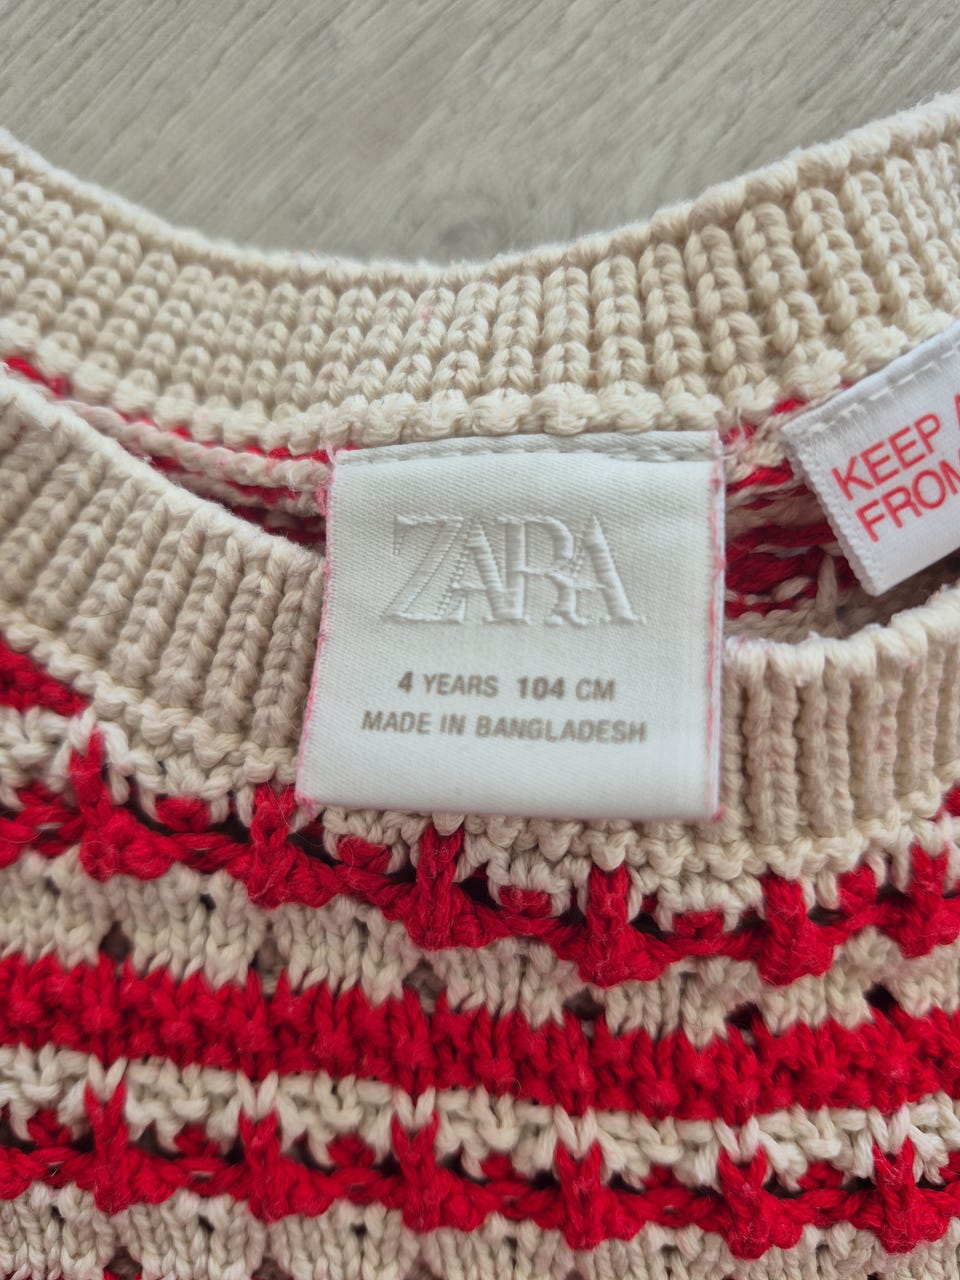 ZARA
4 YEARS 104 CM
MADE IN BANGLADESH
KEEP
FROM